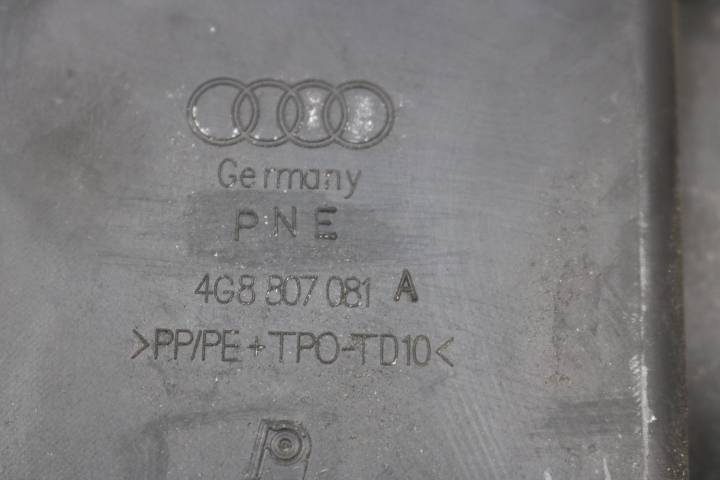 Germany
PNE
4G8 807 081 A
>PP/PE+TPO-TD10<